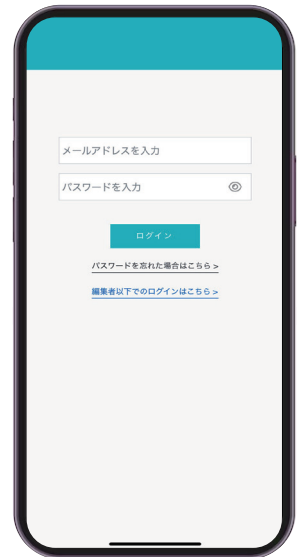 メールアドレスを入力
パスワードを入力
ログイン
パスワードを忘れた場合はこちら >
編集者以下でのログインはこちら >